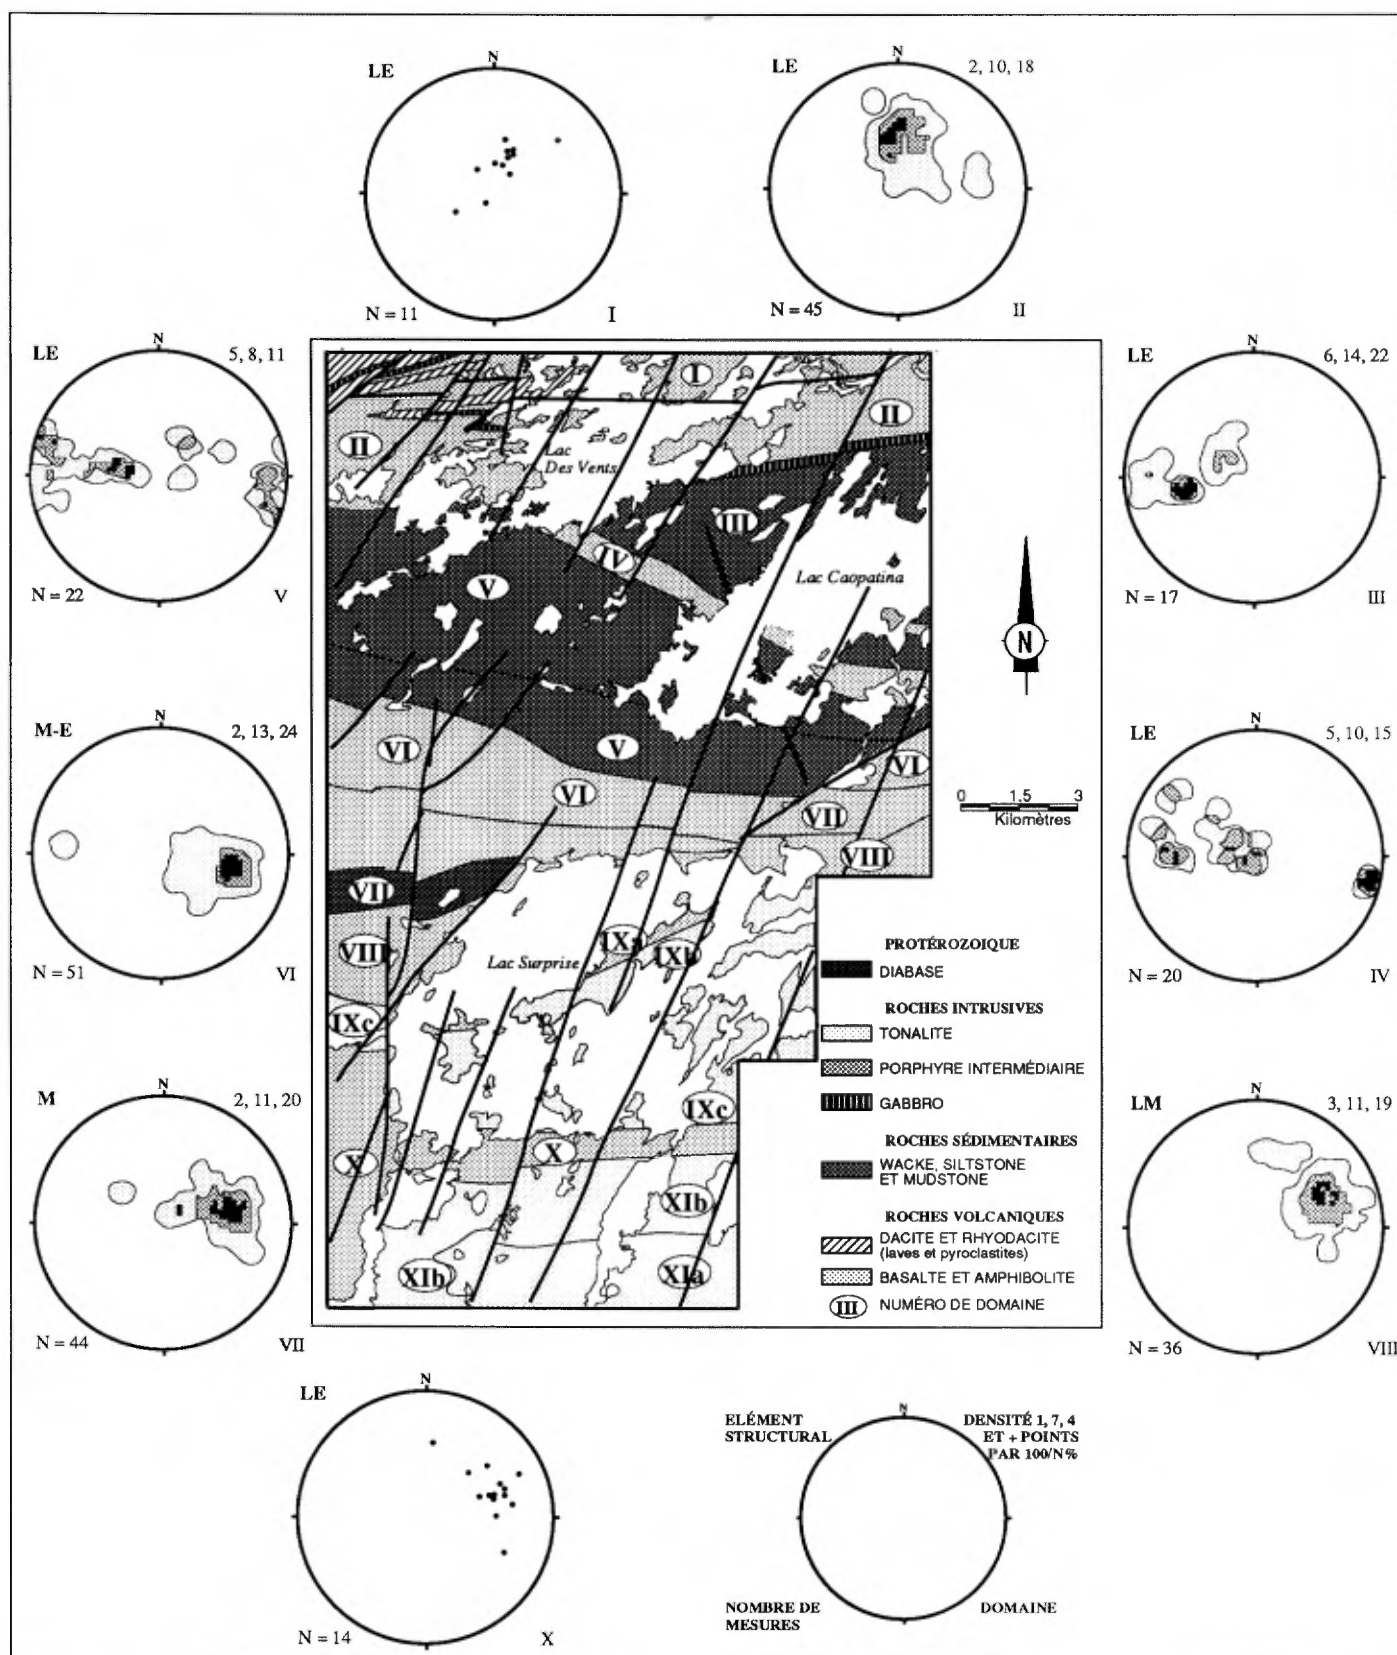 N
LE
N = 11
I
N
LE
2, 10, 18
N = 45
II
N
LE
5, 8, 11
N = 22
V
N
LE
6, 14, 22
N = 17
III
N
M-E
2, 13, 24
N = 51
VI
N
LE
5, 10, 15
N = 20
IV
N
M
2, 11, 20
N = 44
VII
N
LM
3, 11, 19
N = 36
VIII
I
II
II
Lac
Des Vents
III
IV
V
Lac Caopatina
N
V
VI
VI
VI
VII
VIII
0 1.5 3
Kilomètres
VII
VIII
Lac Surprise
IXa
IXb
IXc
IXc
X
X
XIb
XIb
XIa
PROTÉROZOIQUE
DIABASE
ROCHES INTRUSIVES
TONALITE
PORPHYRE INTERMÉDIAIRE
GABBRO
ROCHES SÉDIMENTAIRES
WACKE, SILTSTONE
ET MUDSTONE
ROCHES VOLCANIQUES
DACITE ET RHYODACITE
(laves et pyroclastites)
BASALTE ET AMPHIBOLITE
III NUMÉRO DE DOMAINE
N
LE
N = 14
X
N
ELÉMENT
STRUCTURAL
DENSITÉ 1, 7, 4
ET + POINTS
PAR 100/N%
NOMBRE DE
MESURES
DOMAINE